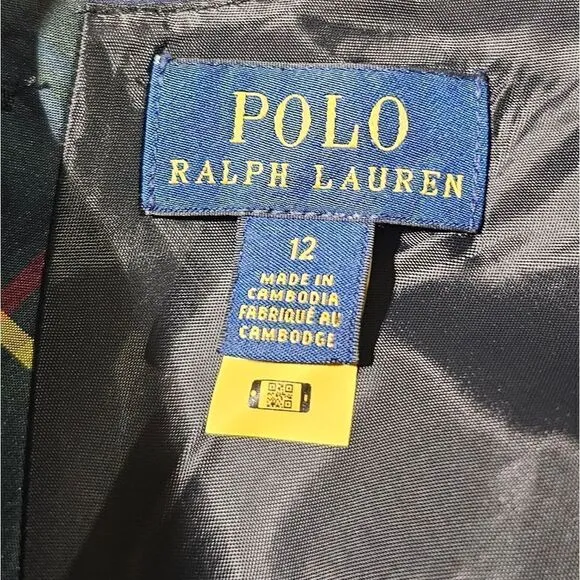 POLO
RALPH LAUREN
12
MADE IN
CAMBODIA
FABRIQUÉ AU
CAMBODGE